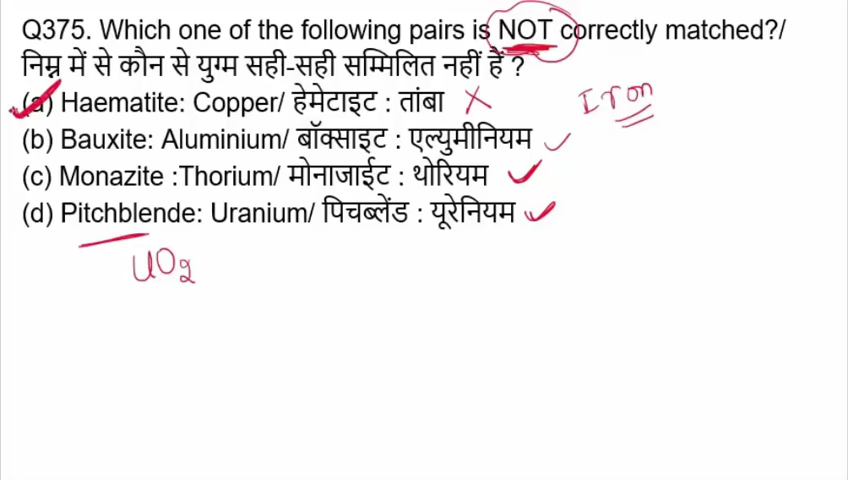 Q375. Which one of the following pairs is NOT correctly matched?/
निम्न में से कौन से युग्म सही-सही सम्मिलित नहीं हैं ?
(a) Haematite: Copper/ हेमेटाइट : तांबा
Iron
(b) Bauxite: Aluminium/ बॉक्साइट : एल्युमीनियम
(c) Monazite :Thorium/ मोनाजाईट : थोरियम
(d) Pitchblende: Uranium/ पिचब्लेंड : यूरेनियम
UO2